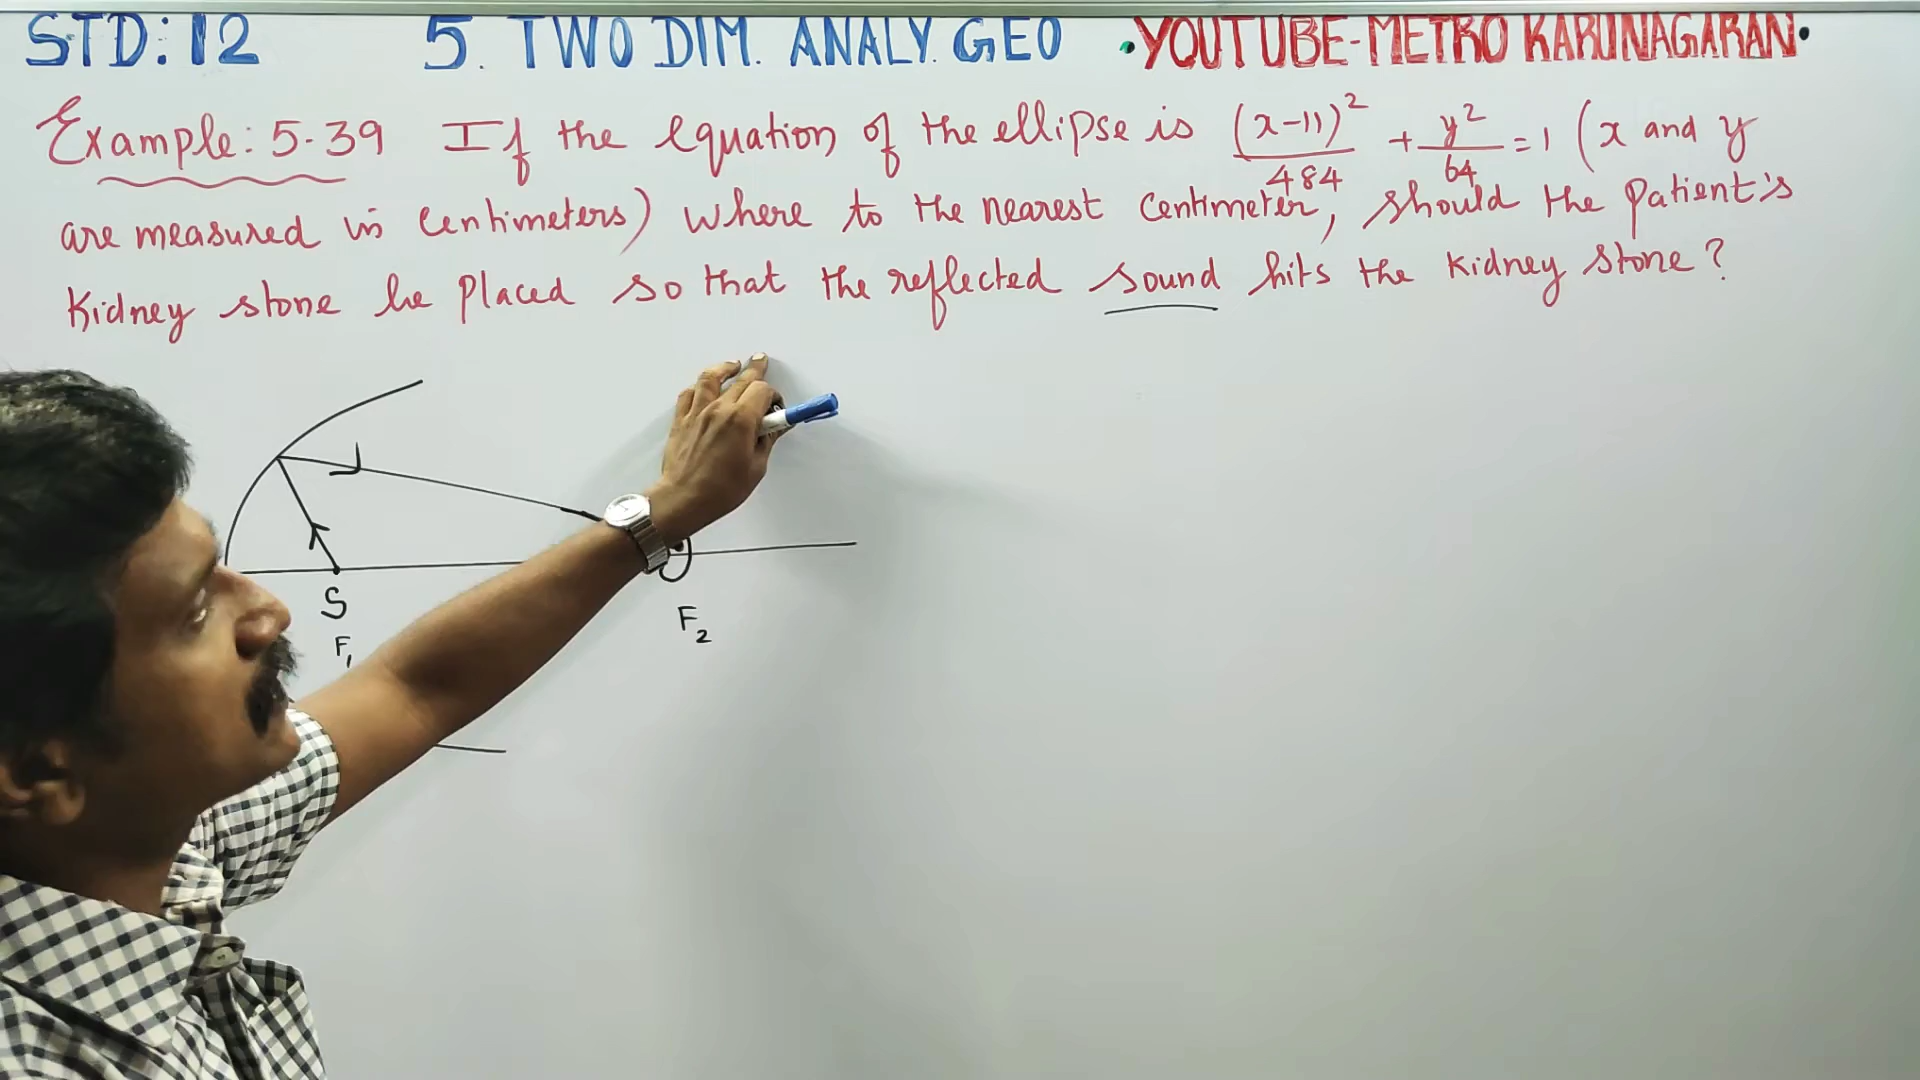 STD: 12 5. TWO DIM. ANALY. GEO • YOUTUBE-METRO KARUNAGARAN •
Example: 5.39 If the equation of the ellipse is (x-11)²/484 + y²/64 = 1 (x and y
are measured in centimeters) where to the nearest centimeter, should the patient's
kidney stone be placed so that the reflected sound hits the kidney stone?
S
F₁
F₂